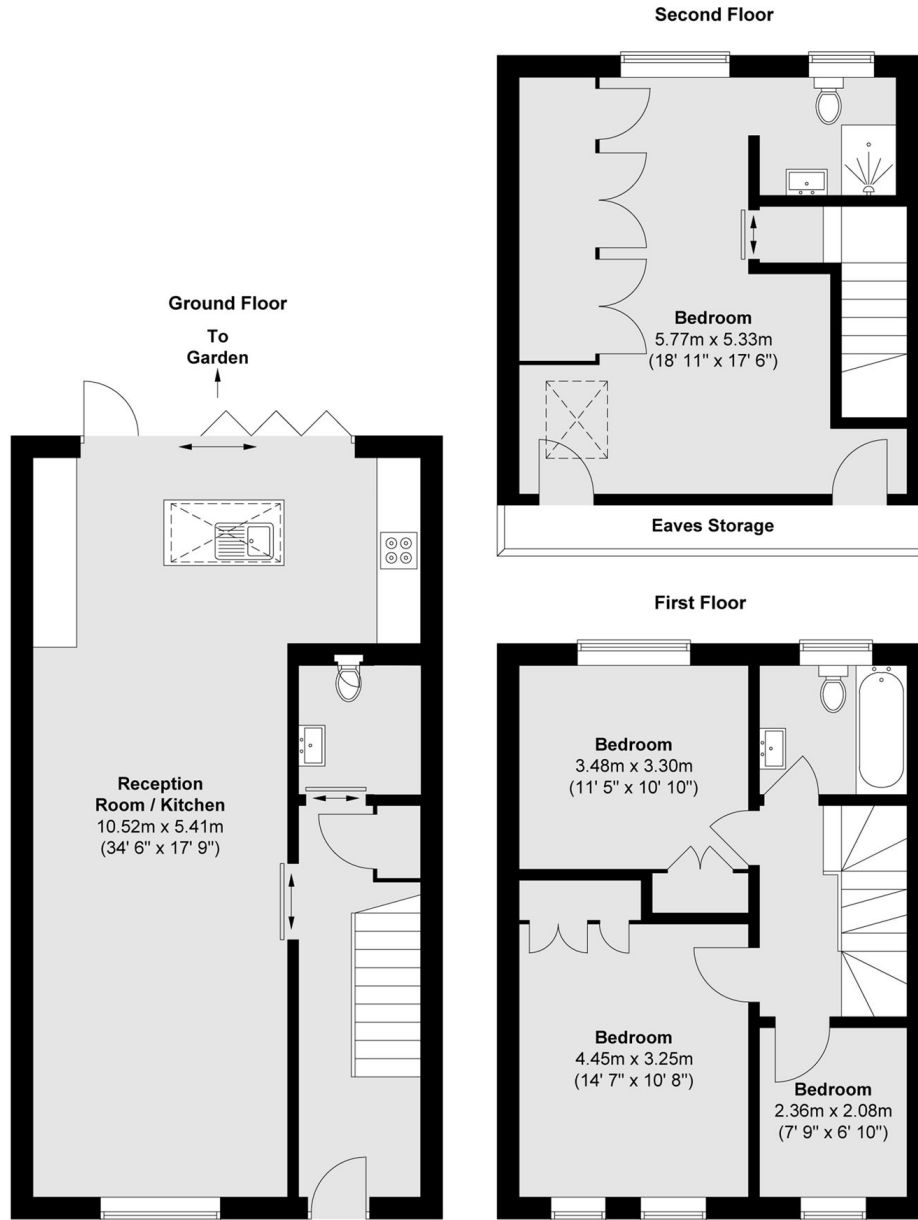 Second Floor
Bedroom
5.77m x 5.33m
(18' 11" x 17' 6")
Eaves Storage
Ground Floor
To
Garden
Reception
Room / Kitchen
10.52m x 5.41m
(34' 6" x 17' 9")
First Floor
Bedroom
3.48m x 3.30m
(11' 5" x 10' 10")
Bedroom
4.45m x 3.25m
(14' 7" x 10' 8")
Bedroom
2.36m x 2.08m
(7' 9" x 6' 10")